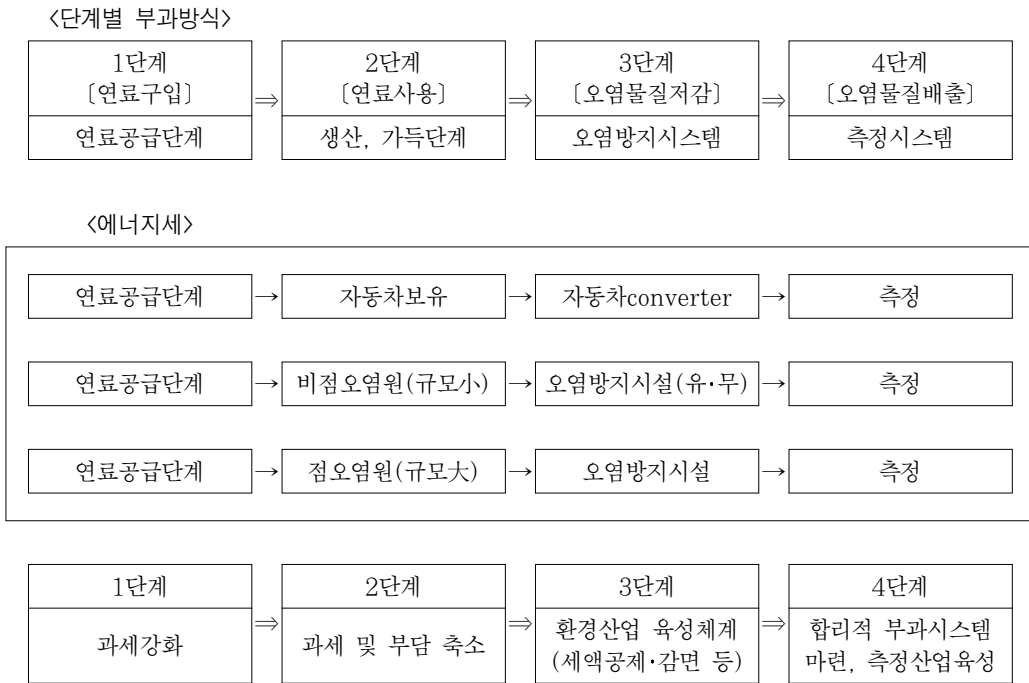 〈단계별 부과방식〉
1단계 2단계 3단계 4단계
〔연료구입〕 ⇒ 〔연료사용〕 ⇒ 〔오염물질저감〕 ⇒ 〔오염물질배출〕
연료공급단계 생산, 가득단계 오염방지시스템 측정시스템
〈에너지세〉
연료공급단계 → 자동차보유 → 자동차converter → 측정
연료공급단계 → 비점오염원(규모小) → 오염방지시설(유·무) → 측정
연료공급단계 → 점오염원(규모大) → 오염방지시설 → 측정
1단계 2단계 3단계 4단계
과세강화 ⇒ 과세 및 부담 축소 ⇒ 환경산업 육성체계 ⇒ 합리적 부과시스템
(세액공제·감면 등) 마련, 측정산업육성